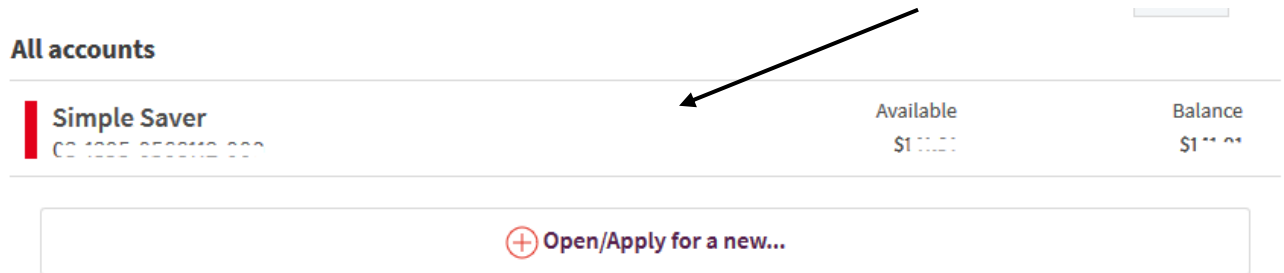 All accounts
Simple Saver
Available
Balance
Open/Apply for a new...